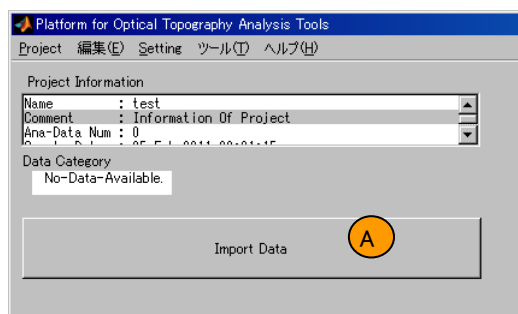 Platform for Optical Topography Analysis Tools
Project 編集(E) Setting ツール(T) ヘルプ(H)
Project Information
Name : test
Comment : Information Of Project
Ana-Data Num : 0
Data Category
No-Data-Available.
Import Data
A